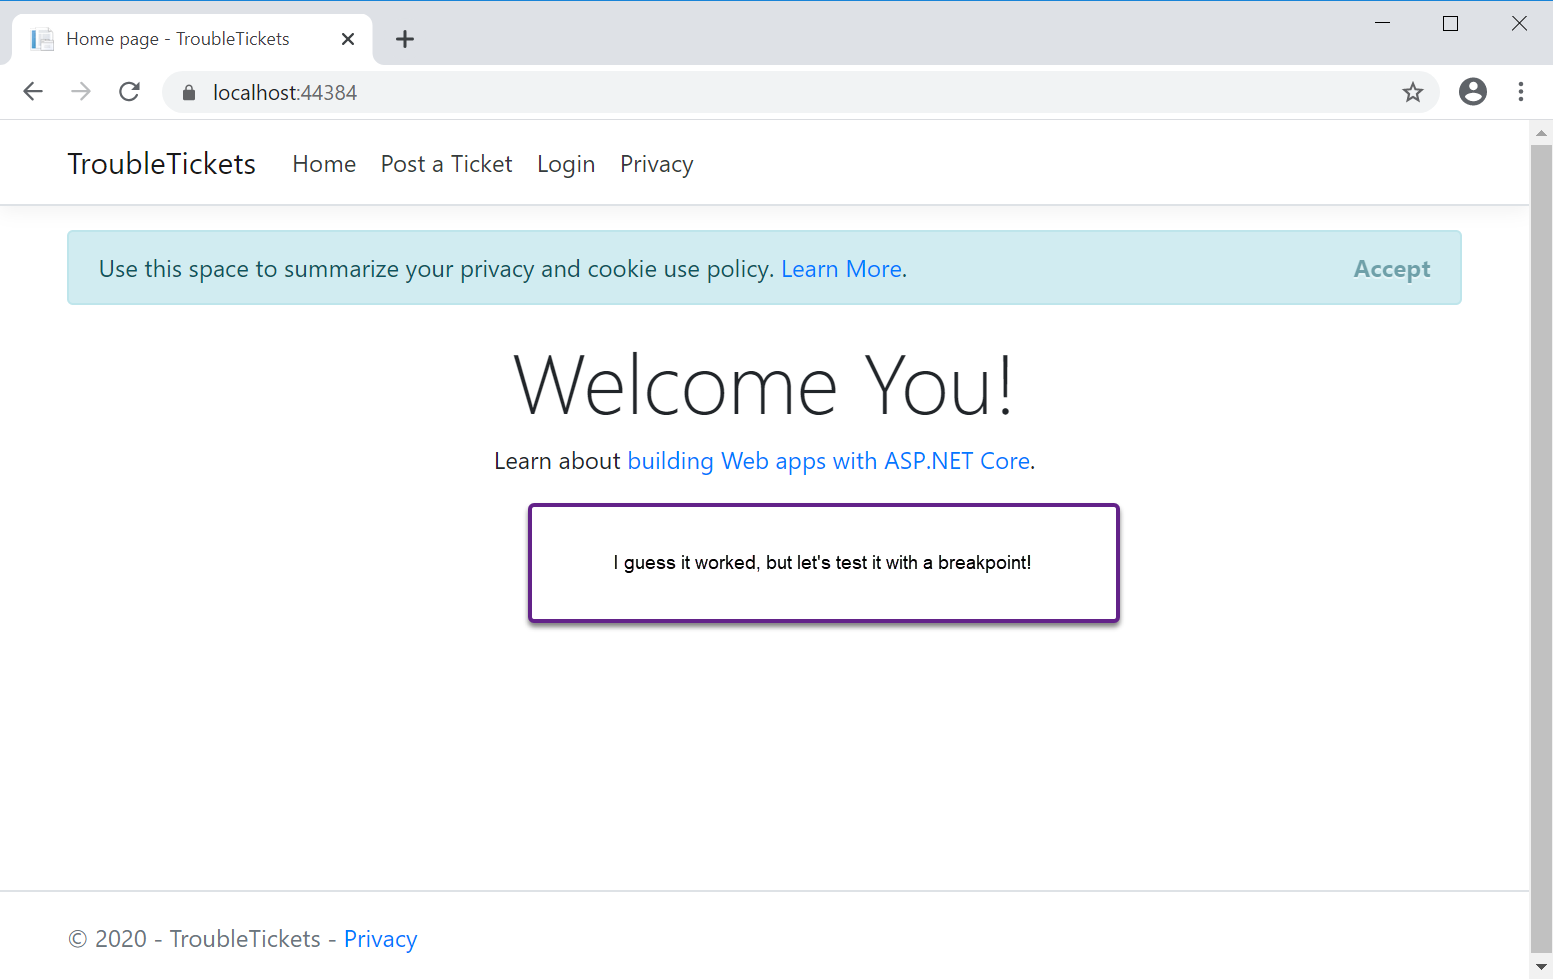 Home page - TroubleTickets
localhost:44384
TroubleTickets Home Post a Ticket Login Privacy
Use this space to summarize your privacy and cookie use policy. Learn More. Accept
Welcome You!
Learn about building Web apps with ASP.NET Core.
I guess it worked, but let's test it with a breakpoint!
© 2020 - TroubleTickets - Privacy